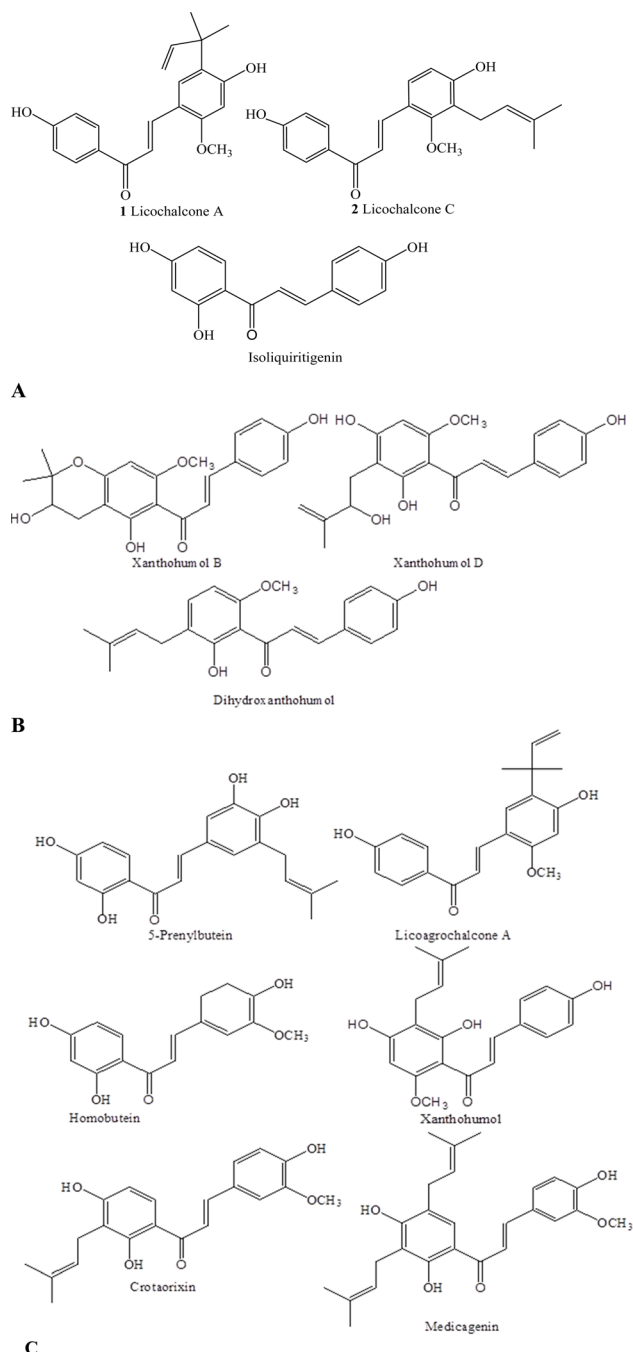 OH
HO
OCH3
O
1 Licochalcone A
OH
HO
OCH3
O
2 Licochalcone C
HO
OH
OH
O
Isoliquiritigenin
A
OH
O
OCH3
HO
OH
O
Xanthohumol B
HO
OCH3
OH
OH
OH
O
Xanthohumol D
OCH3
OH
OH
O
Dihydroxanthohumol
B
OH
OH
HO
OH
O
5-Prenylbutein
OH
HO
OCH3
O
Licoagrochalcone A
OH
HO
OCH3
OH
O
Homobutein
OH
HO
OH
OCH3
O
Xanthohumol
OH
HO
OCH3
OH
O
Crotaorixin
OH
HO
OCH3
OH
O
Medicagenin
C